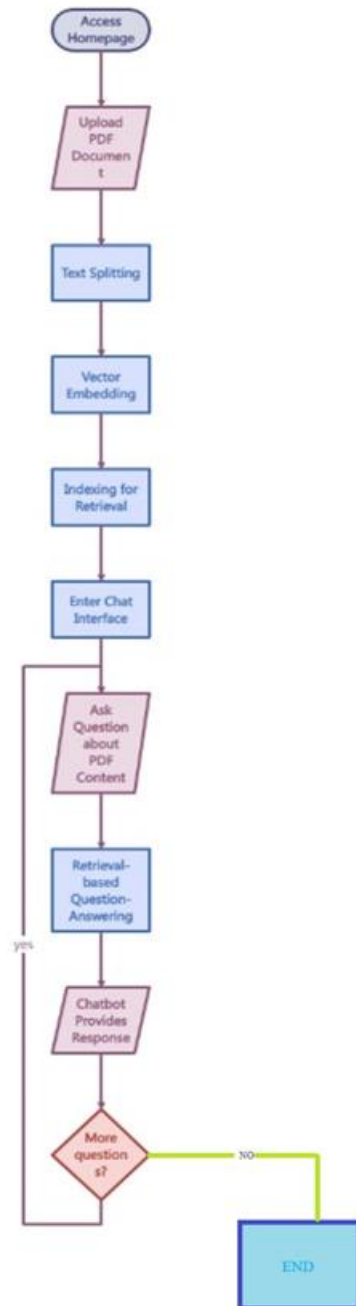 Access
Homepage
Upload
PDF
Documen
t
Text Splitting
Vector
Embedding
Indexing for
Retrieval
Enter Chat
Interface
Ask
Question
about
PDF
Content
Retrieval-
based
Question-
Answering
yes
Chatbot
Provides
Response
More
question
s?
NO
END